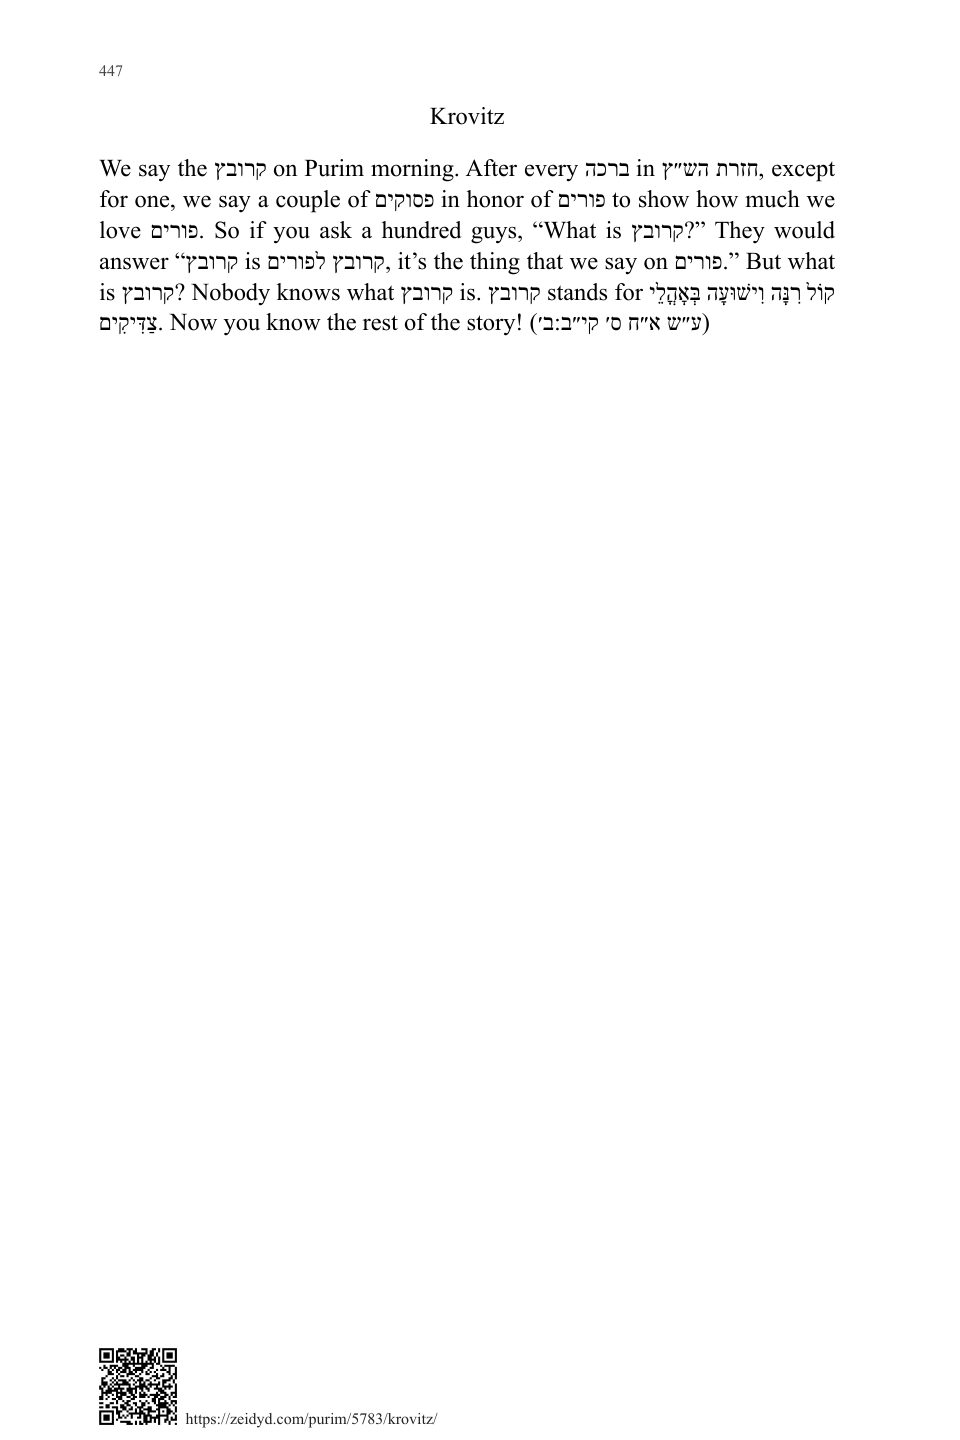 447
Krovitz
We say the קרובץ on Purim morning. After every ברכה in חזרת הש״ץ, except
for one, we say a couple of פסוקים in honor of פורים to show how much we
love פורים. So if you ask a hundred guys, “What is קרובץ?” They would
answer “קרובץ is קרובץ לפורים, it’s the thing that we say on פורים.” But what
is קרובץ? Nobody knows what קרובץ is. קרובץ stands for קוֹל רִנָּה וִישׁוּעָה בְּאָהֳלֵי
צַדִּיקִים. Now you know the rest of the story! (ע״ש א״ח ס׳ קי״ב:ב׳)
https://zeidyd.com/purim/5783/krovitz/